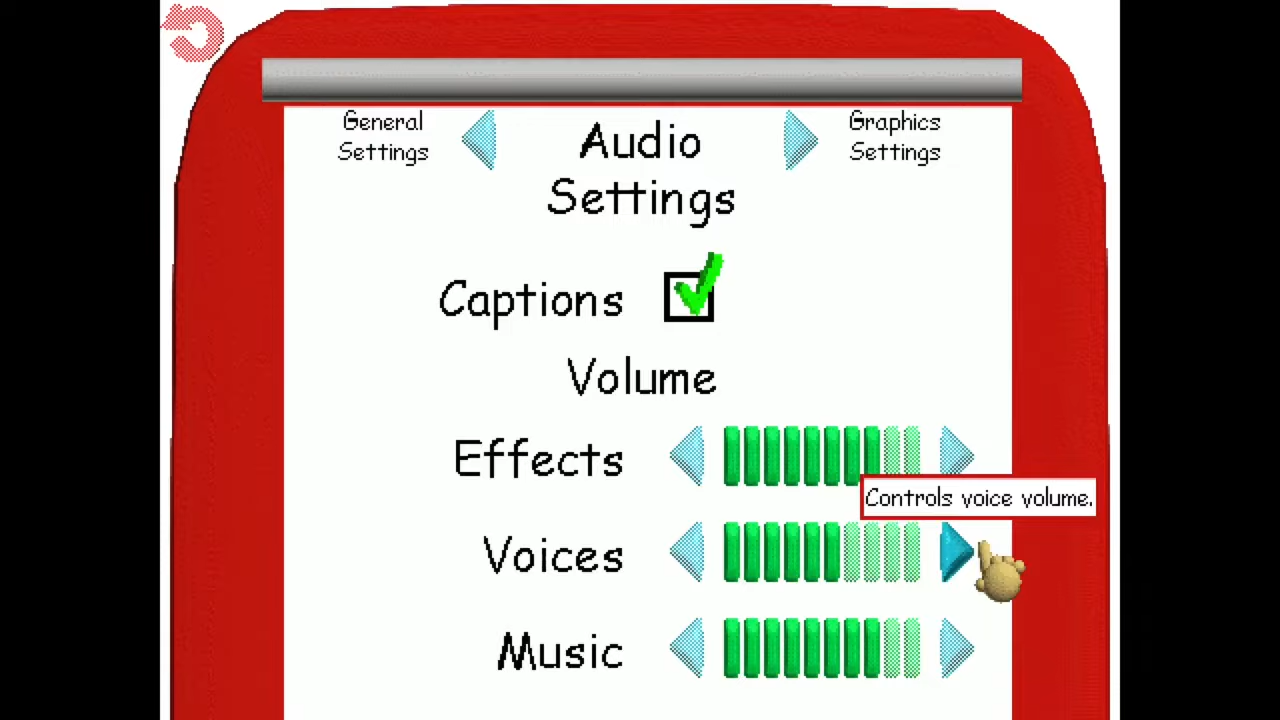 General
Settings
Audio
Settings
Graphics
Settings
Captions
Volume
Effects
Controls voice volume.
Voices
Music